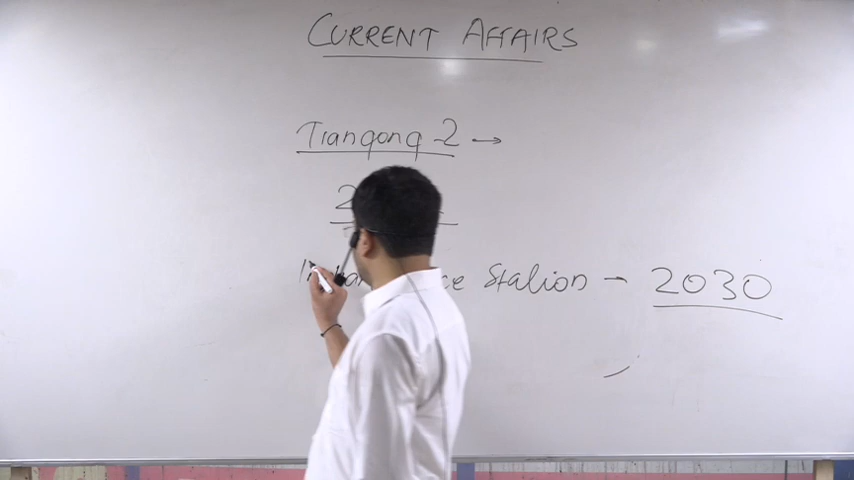 CURRENT AFFAIRS
Tiangong-2 →
Station - 2030